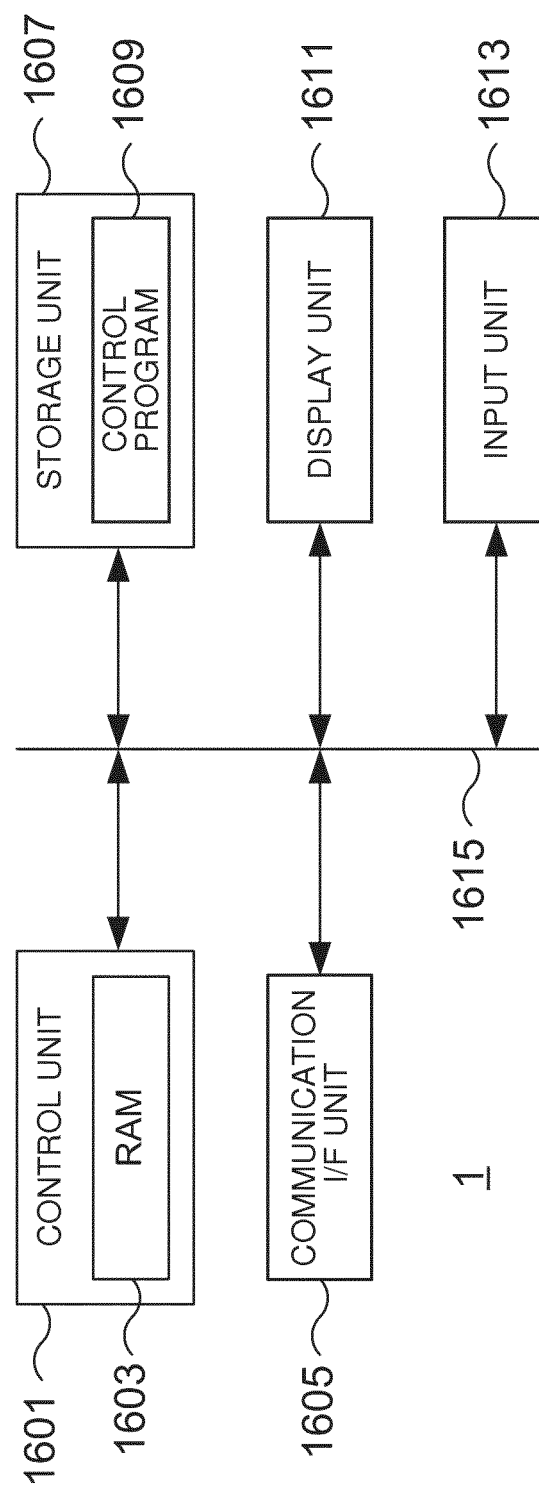 1601
CONTROL UNIT
RAM
1603
STORAGE UNIT
1607
CONTROL
PROGRAM
1609
COMMUNICATION
I/F UNIT
1605
DISPLAY UNIT
1611
1
1615
INPUT UNIT
1613